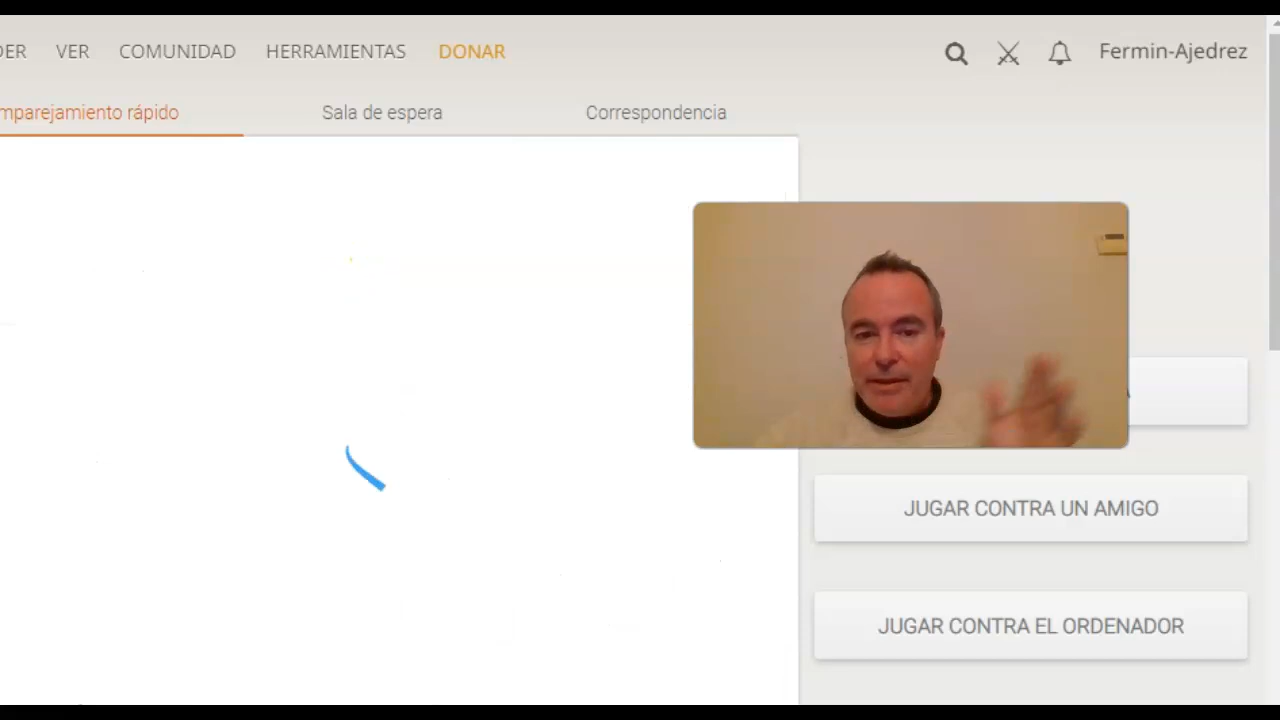 DER VER COMUNIDAD HERRAMIENTAS DONAR Fermin-Ajedrez
mparejamiento rápido Sala de espera Correspondencia
JUGAR CONTRA UN AMIGO
JUGAR CONTRA EL ORDENADOR